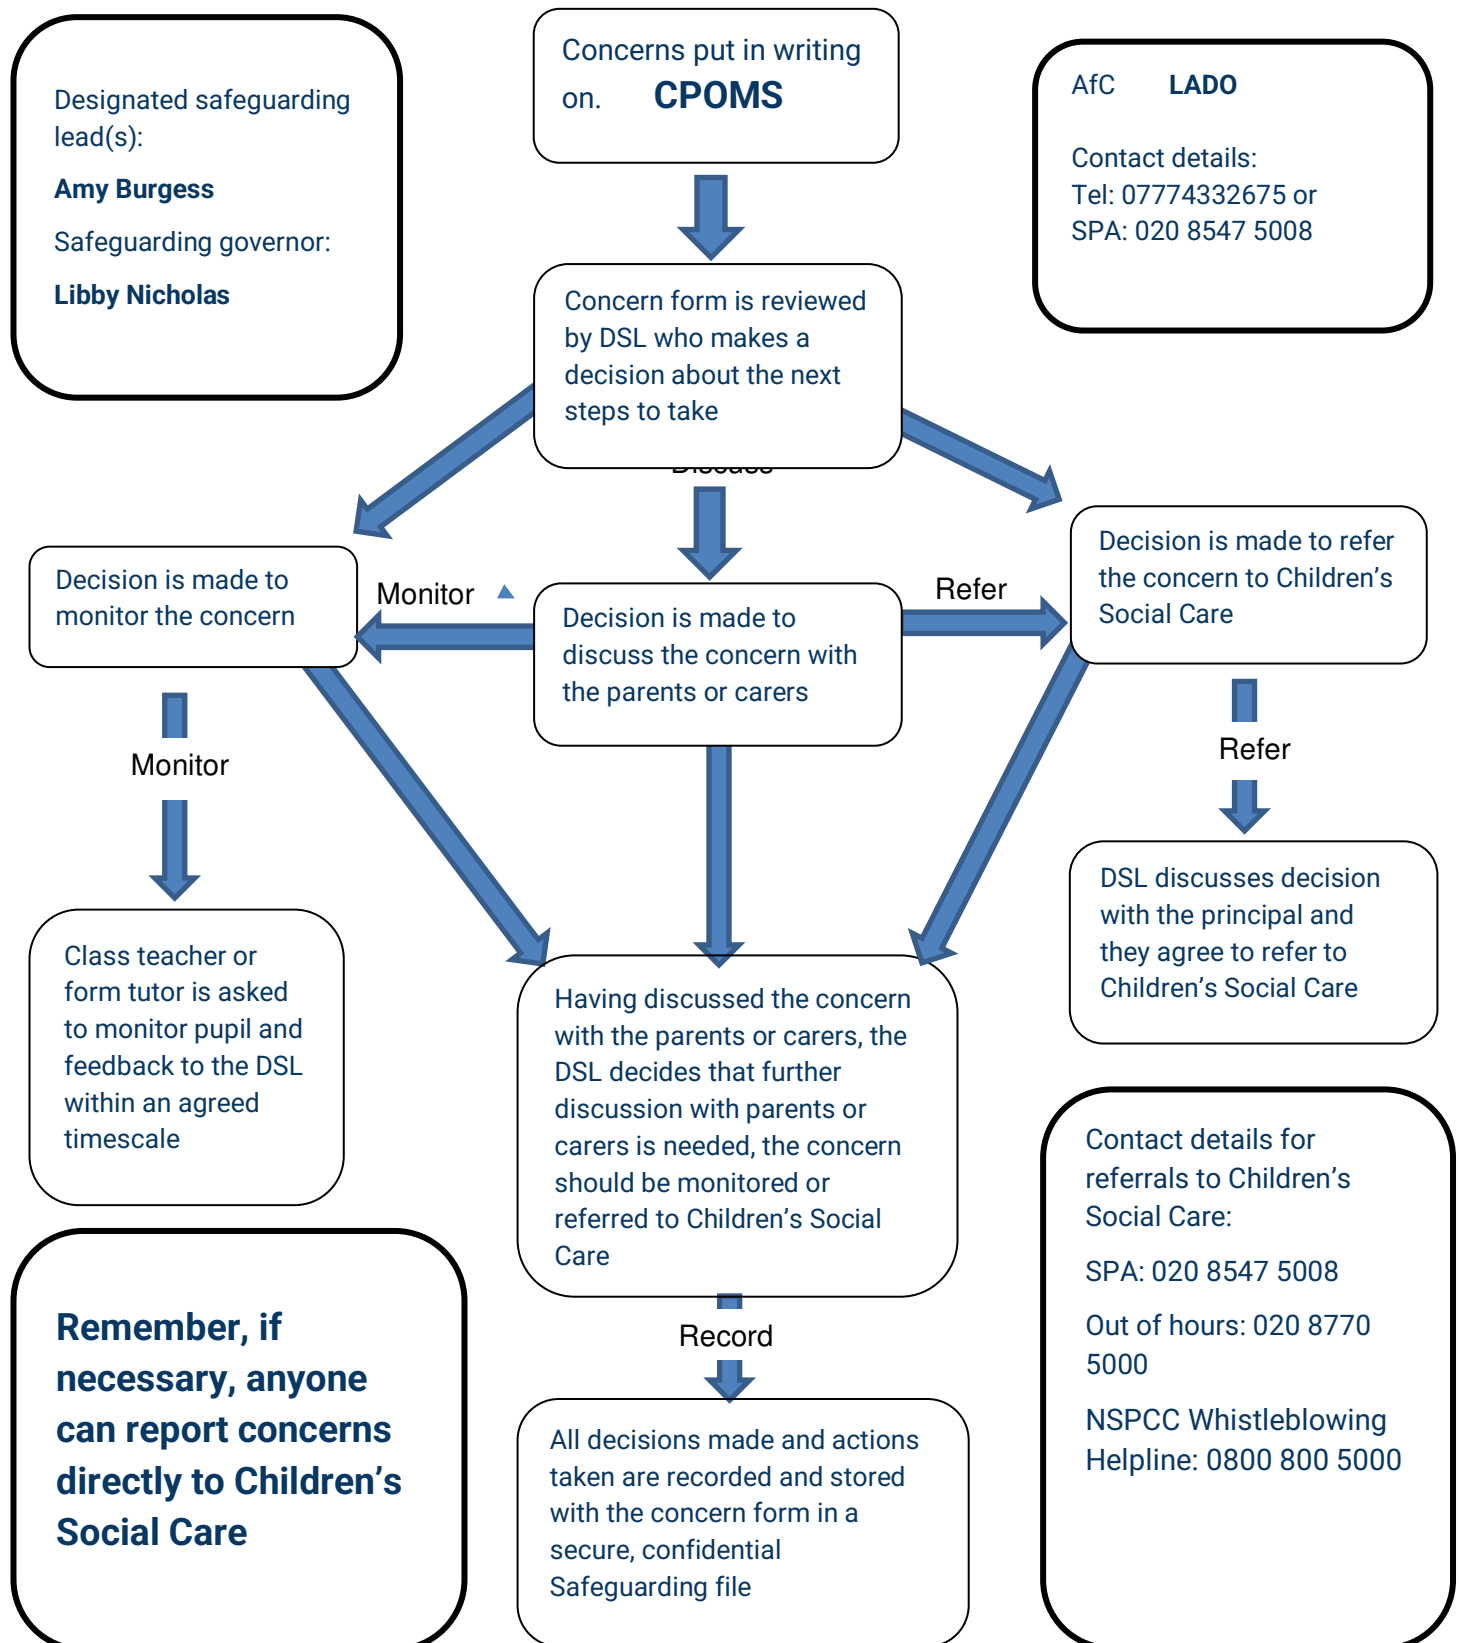 Designated safeguarding
lead(s):
Amy Burgess
Safeguarding governor:
Libby Nicholas
Concerns put in writing
on. CPOMS
AfC LADO
Contact details:
Tel: 07774332675 or
SPA: 020 8547 5008
Concern form is reviewed
by DSL who makes a
decision about the next
steps to take
Discuss
Decision is made to
monitor the concern
Monitor
Decision is made to
discuss the concern with
the parents or carers
Refer
Decision is made to refer
the concern to Children’s
Social Care
Monitor
Refer
Class teacher or
form tutor is asked
to monitor pupil and
feedback to the DSL
within an agreed
timescale
Having discussed the concern
with the parents or carers, the
DSL decides that further
discussion with parents or
carers is needed, the concern
should be monitored or
referred to Children’s Social
Care
DSL discusses decision
with the principal and
they agree to refer to
Children’s Social Care
Remember, if
necessary, anyone
can report concerns
directly to Children’s
Social Care
Record
All decisions made and actions
taken are recorded and stored
with the concern form in a
secure, confidential
Safeguarding file
Contact details for
referrals to Children’s
Social Care:
SPA: 020 8547 5008
Out of hours: 020 8770
5000
NSPCC Whistleblowing
Helpline: 0800 800 5000